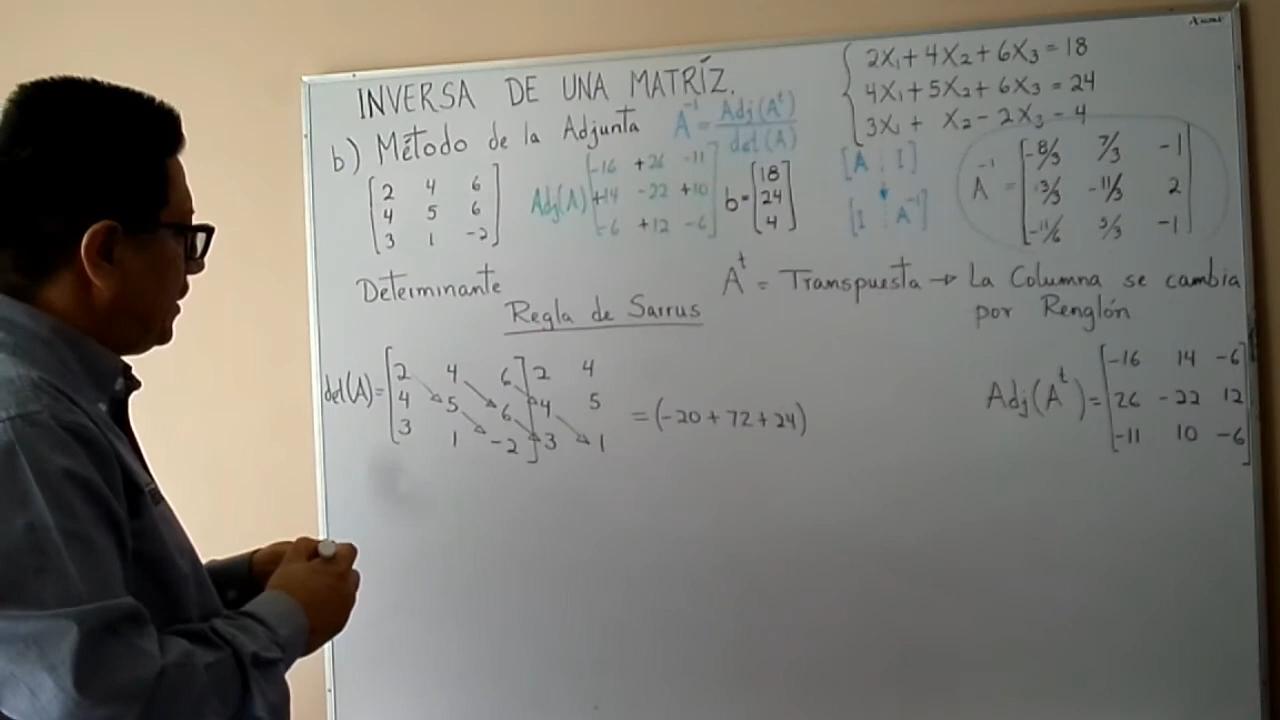 INVERSA DE UNA MATRÍZ.
b) Método de la Adjunta A⁻¹ = Adj(Aᵗ) / det(A)
2X₁ + 4X₂ + 6X₃ = 18
4X₁ + 5X₂ + 6X₃ = 24
3X₁ + X₂ - 2X₃ = 4
2 4 6
4 5 6
3 1 -2
Adj(A)
-16 +26 -11
+14 -22 +10
-6 +12 -6
b =
18
24
4
[A ⋮ I]
[I ⋮ A⁻¹]
A⁻¹ =
-8/3 7/3 -1
13/3 -11/3 2
-11/6 5/3 -1
Determinante
Regla de Sarrus
Aᵗ = Transpuesta → La Columna se cambia
por Renglón
det(A) =
2 4 6 2 4
4 5 6 4 5
3 1 -2 3 1
= (-20 + 72 + 24)
Adj(Aᵗ) =
-16 14 -6
26 -22 12
-11 10 -6